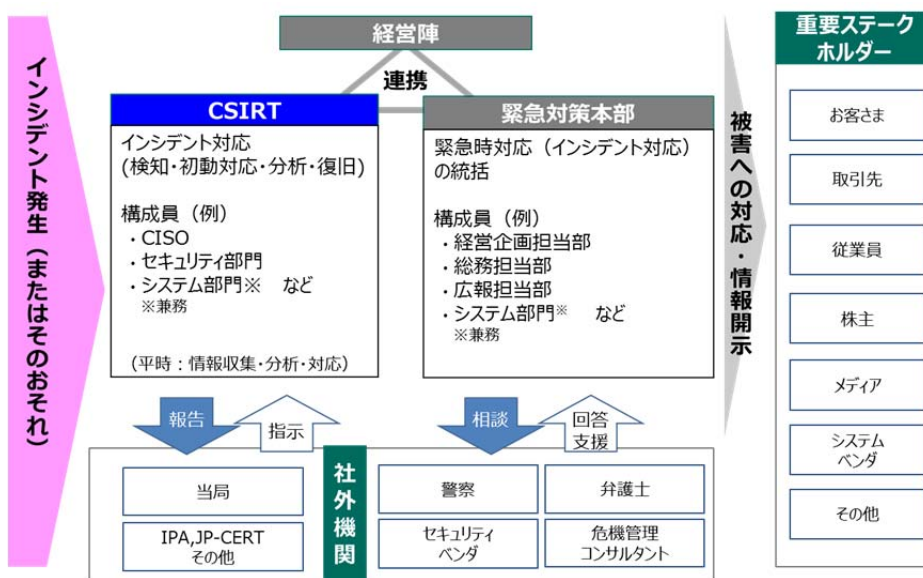 インシデント発生（またはそのおそれ）
経営陣
連携
CSIRT
インシデント対応
(検知・初動対応・分析・復旧)
構成員（例）
・CISO
・セキュリティ部門
・システム部門※　など
※兼務
（平時：情報収集・分析・対応）
緊急対策本部
緊急時対応（インシデント対応）
の統括
構成員（例）
・経営企画担当部
・総務担当部
・広報担当部
・システム部門※　など
※兼務
報告
指示
相談
回答
支援
社外機関
当局
IPA,JP-CERT
その他
警察
弁護士
セキュリティ
ベンダ
危機管理
コンサルタント
被害への対応・情報開示
重要ステーク
ホルダー
お客さま
取引先
従業員
株主
メディア
システム
ベンダ
その他